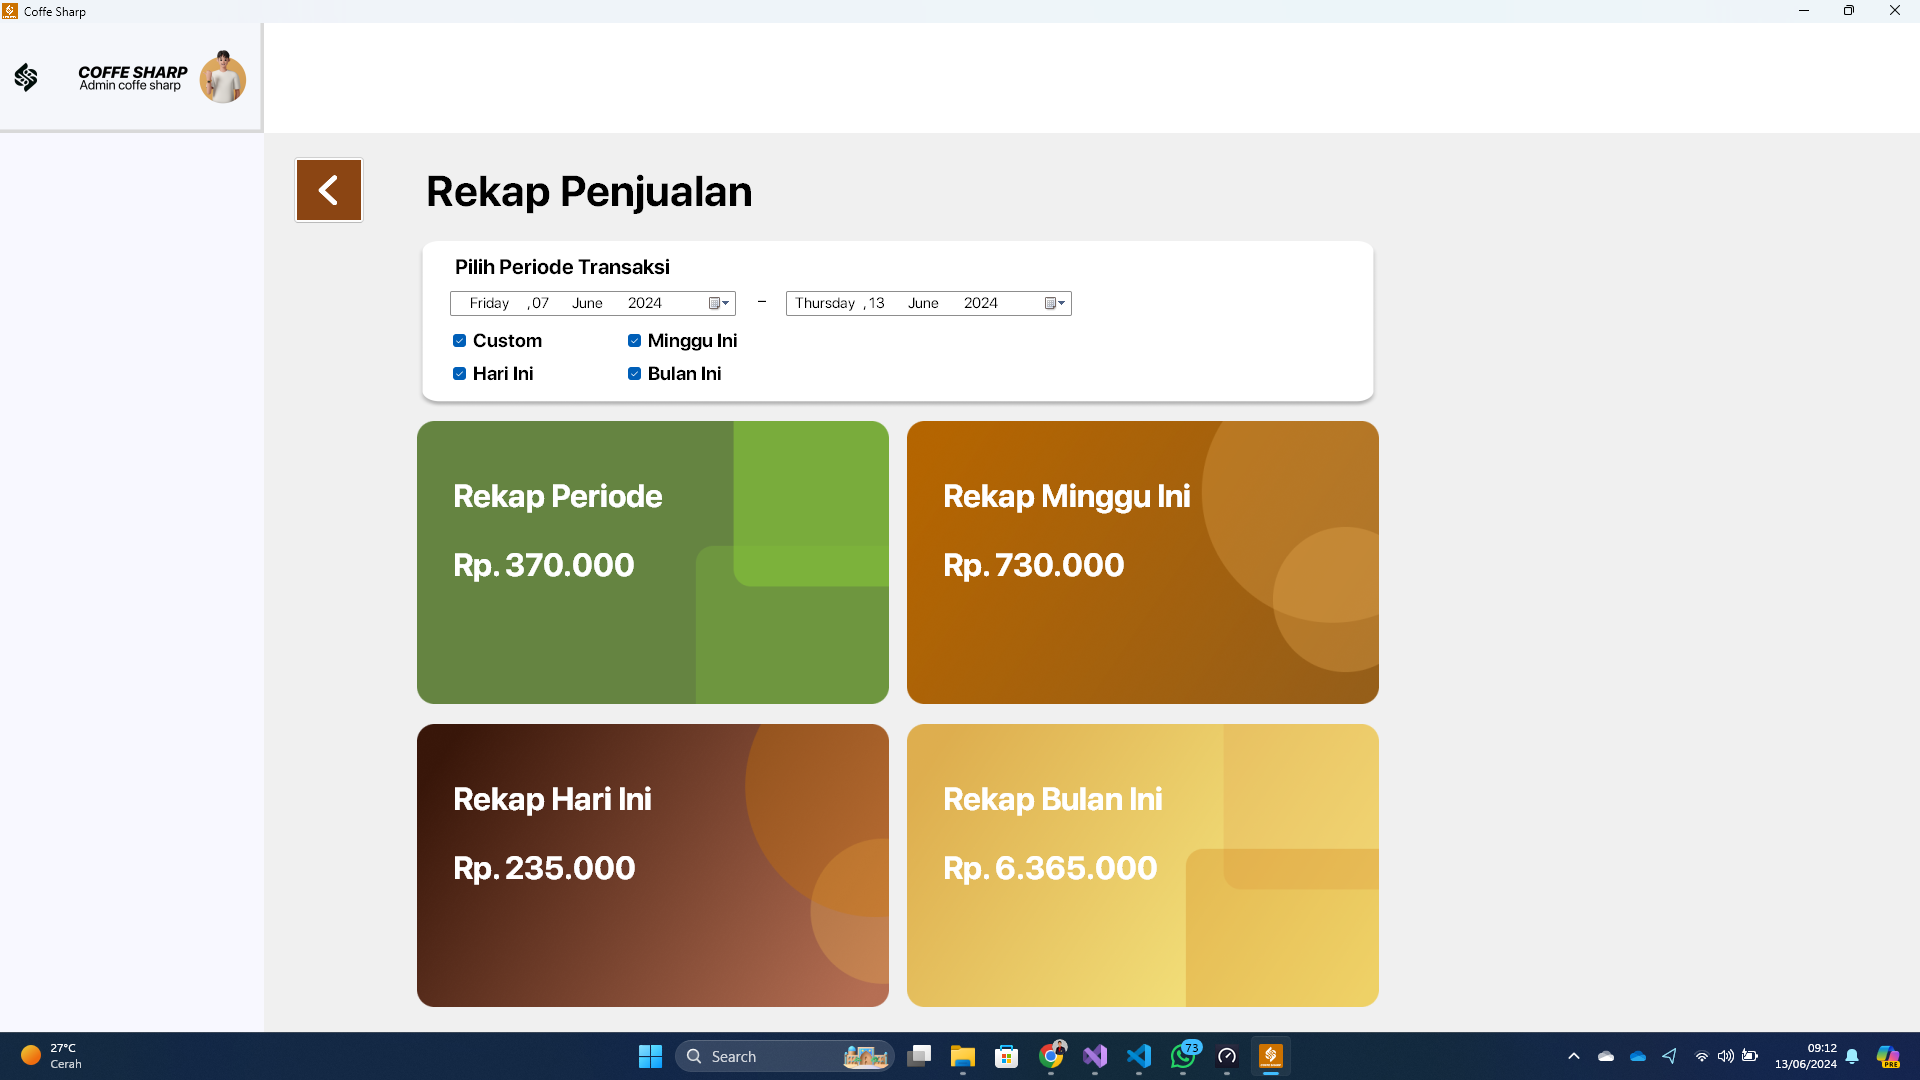 Coffe Sharp
COFFE SHARP
Admin coffe sharp
Rekap Penjualan
Pilih Periode Transaksi
Friday ,07 June 2024 – Thursday ,13 June 2024
Custom Minggu Ini
Hari Ini Bulan Ini
Rekap Periode
Rp. 370.000
Rekap Minggu Ini
Rp. 730.000
Rekap Hari Ini
Rp. 235.000
Rekap Bulan Ini
Rp. 6.365.000
27°C
Cerah
Search
73
09:12
13/06/2024
PRE